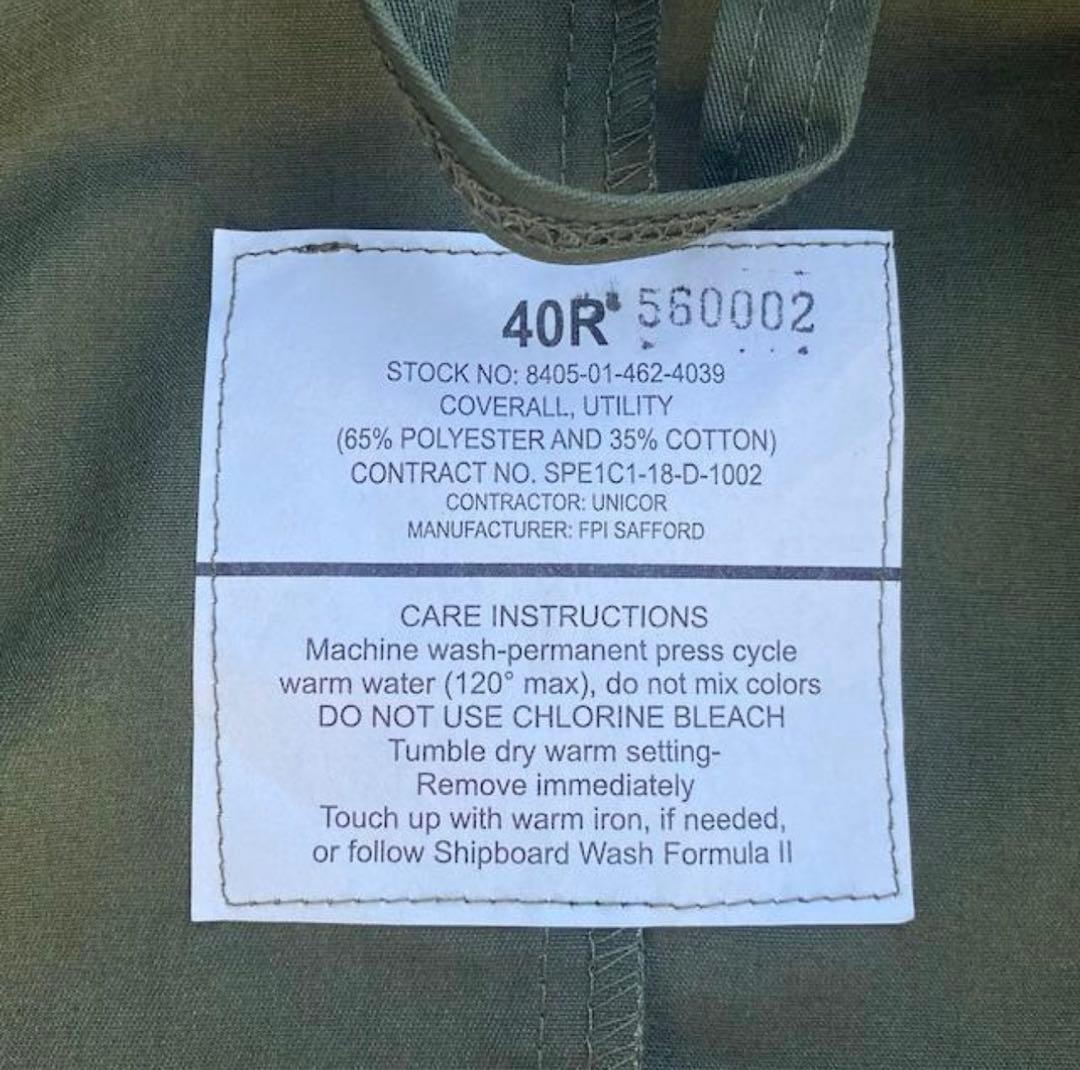 40R 560002
STOCK NO: 8405-01-462-4039
COVERALL, UTILITY
(65% POLYESTER AND 35% COTTON)
CONTRACT NO. SPE1C1-18-D-1002
CONTRACTOR: UNICOR
MANUFACTURER: FPI SAFFORD
CARE INSTRUCTIONS
Machine wash-permanent press cycle
warm water (120° max), do not mix colors
DO NOT USE CHLORINE BLEACH
Tumble dry warm setting-
Remove immediately
Touch up with warm iron, if needed,
or follow Shipboard Wash Formula II